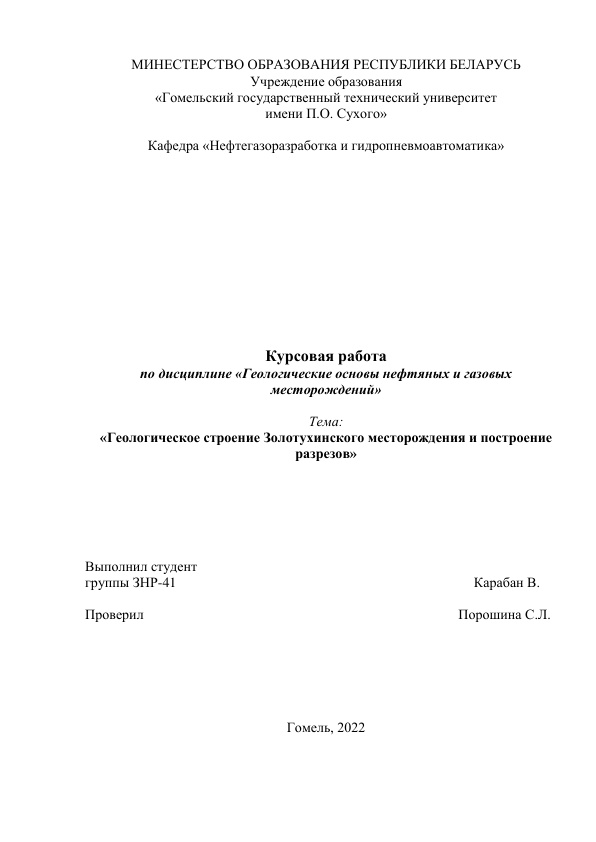 МИНЕСТЕРСТВО ОБРАЗОВАНИЯ РЕСПУБЛИКИ БЕЛАРУСЬ
Учреждение образования
«Гомельский государственный технический университет
имени П.О. Сухого»
Кафедра «Нефтегазоразработка и гидропневмоавтоматика»
Курсовая работа
по дисциплине «Геологические основы нефтяных и газовых
месторождений»
Тема:
«Геологическое строение Золотухинского месторождения и построение
разрезов»
Выполнил студент
группы ЗНР-41 Карабан В.
Проверил Порошина С.Л.
Гомель, 2022